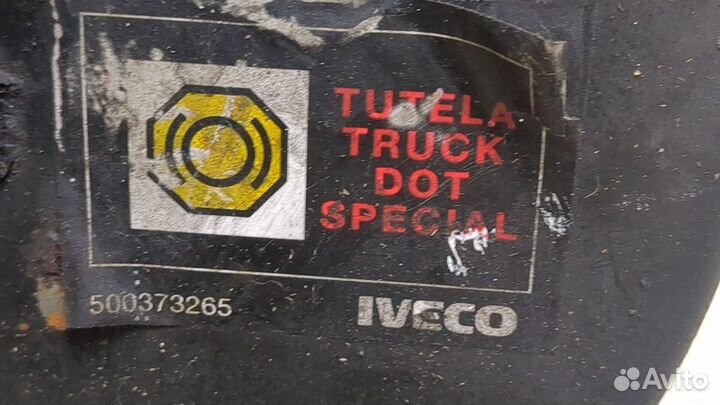 TUTELA
TRUCK
DOT
SPECIAL
500373265
IVECO
Avito